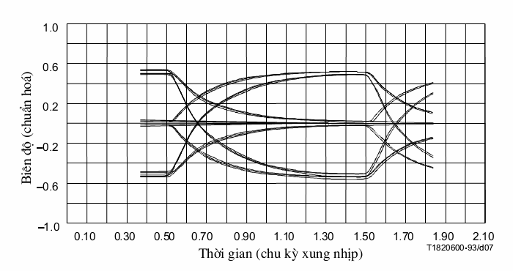 1.0
0.6
0.2
−0.2
−0.6
−1.0
Biên độ (chuẩn hoá)
0.10 0.30 0.50 0.70 0.90 1.10 1.30 1.50 1.70 1.90 2.10
T1820600-93/d07
Thời gian (chu kỳ xung nhịp)